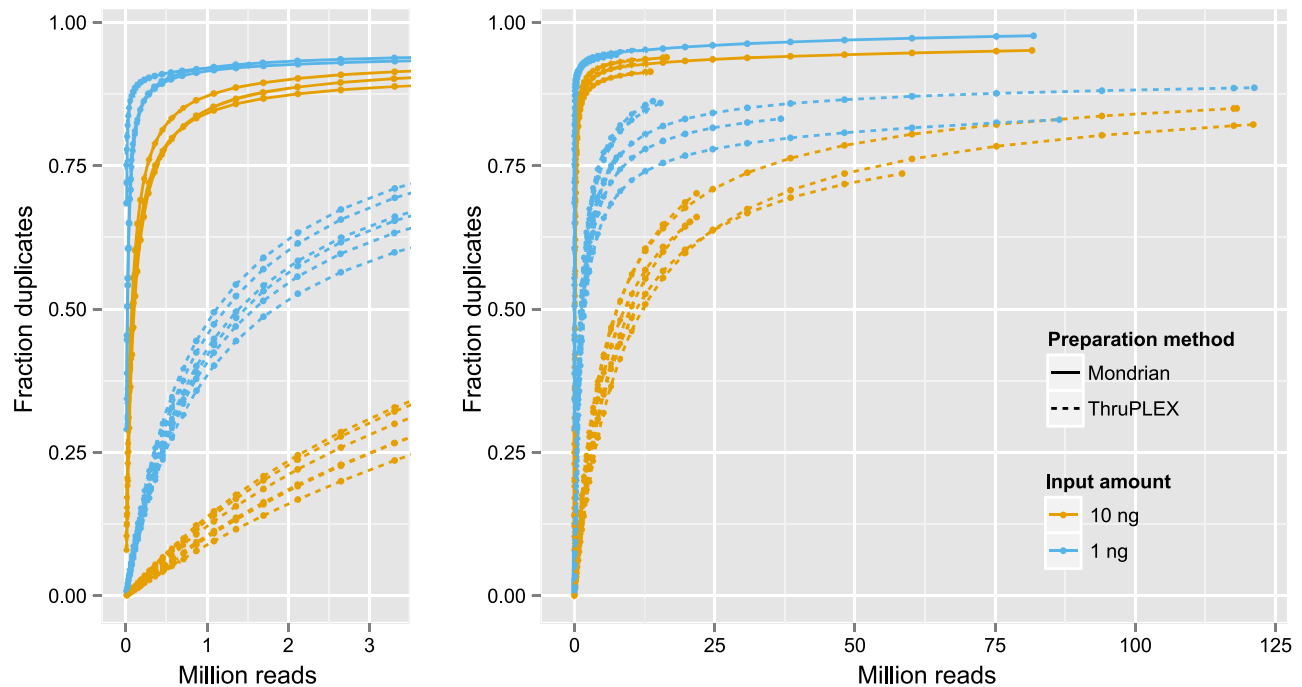 Fraction duplicates
1.00
0.75
0.50
0.25
0.00
0
1
2
3
Million reads
Fraction duplicates
1.00
0.75
0.50
0.25
0.00
0
25
50
75
100
125
Million reads
Preparation method
Mondrian
ThruPLEX
Input amount
10 ng
1 ng